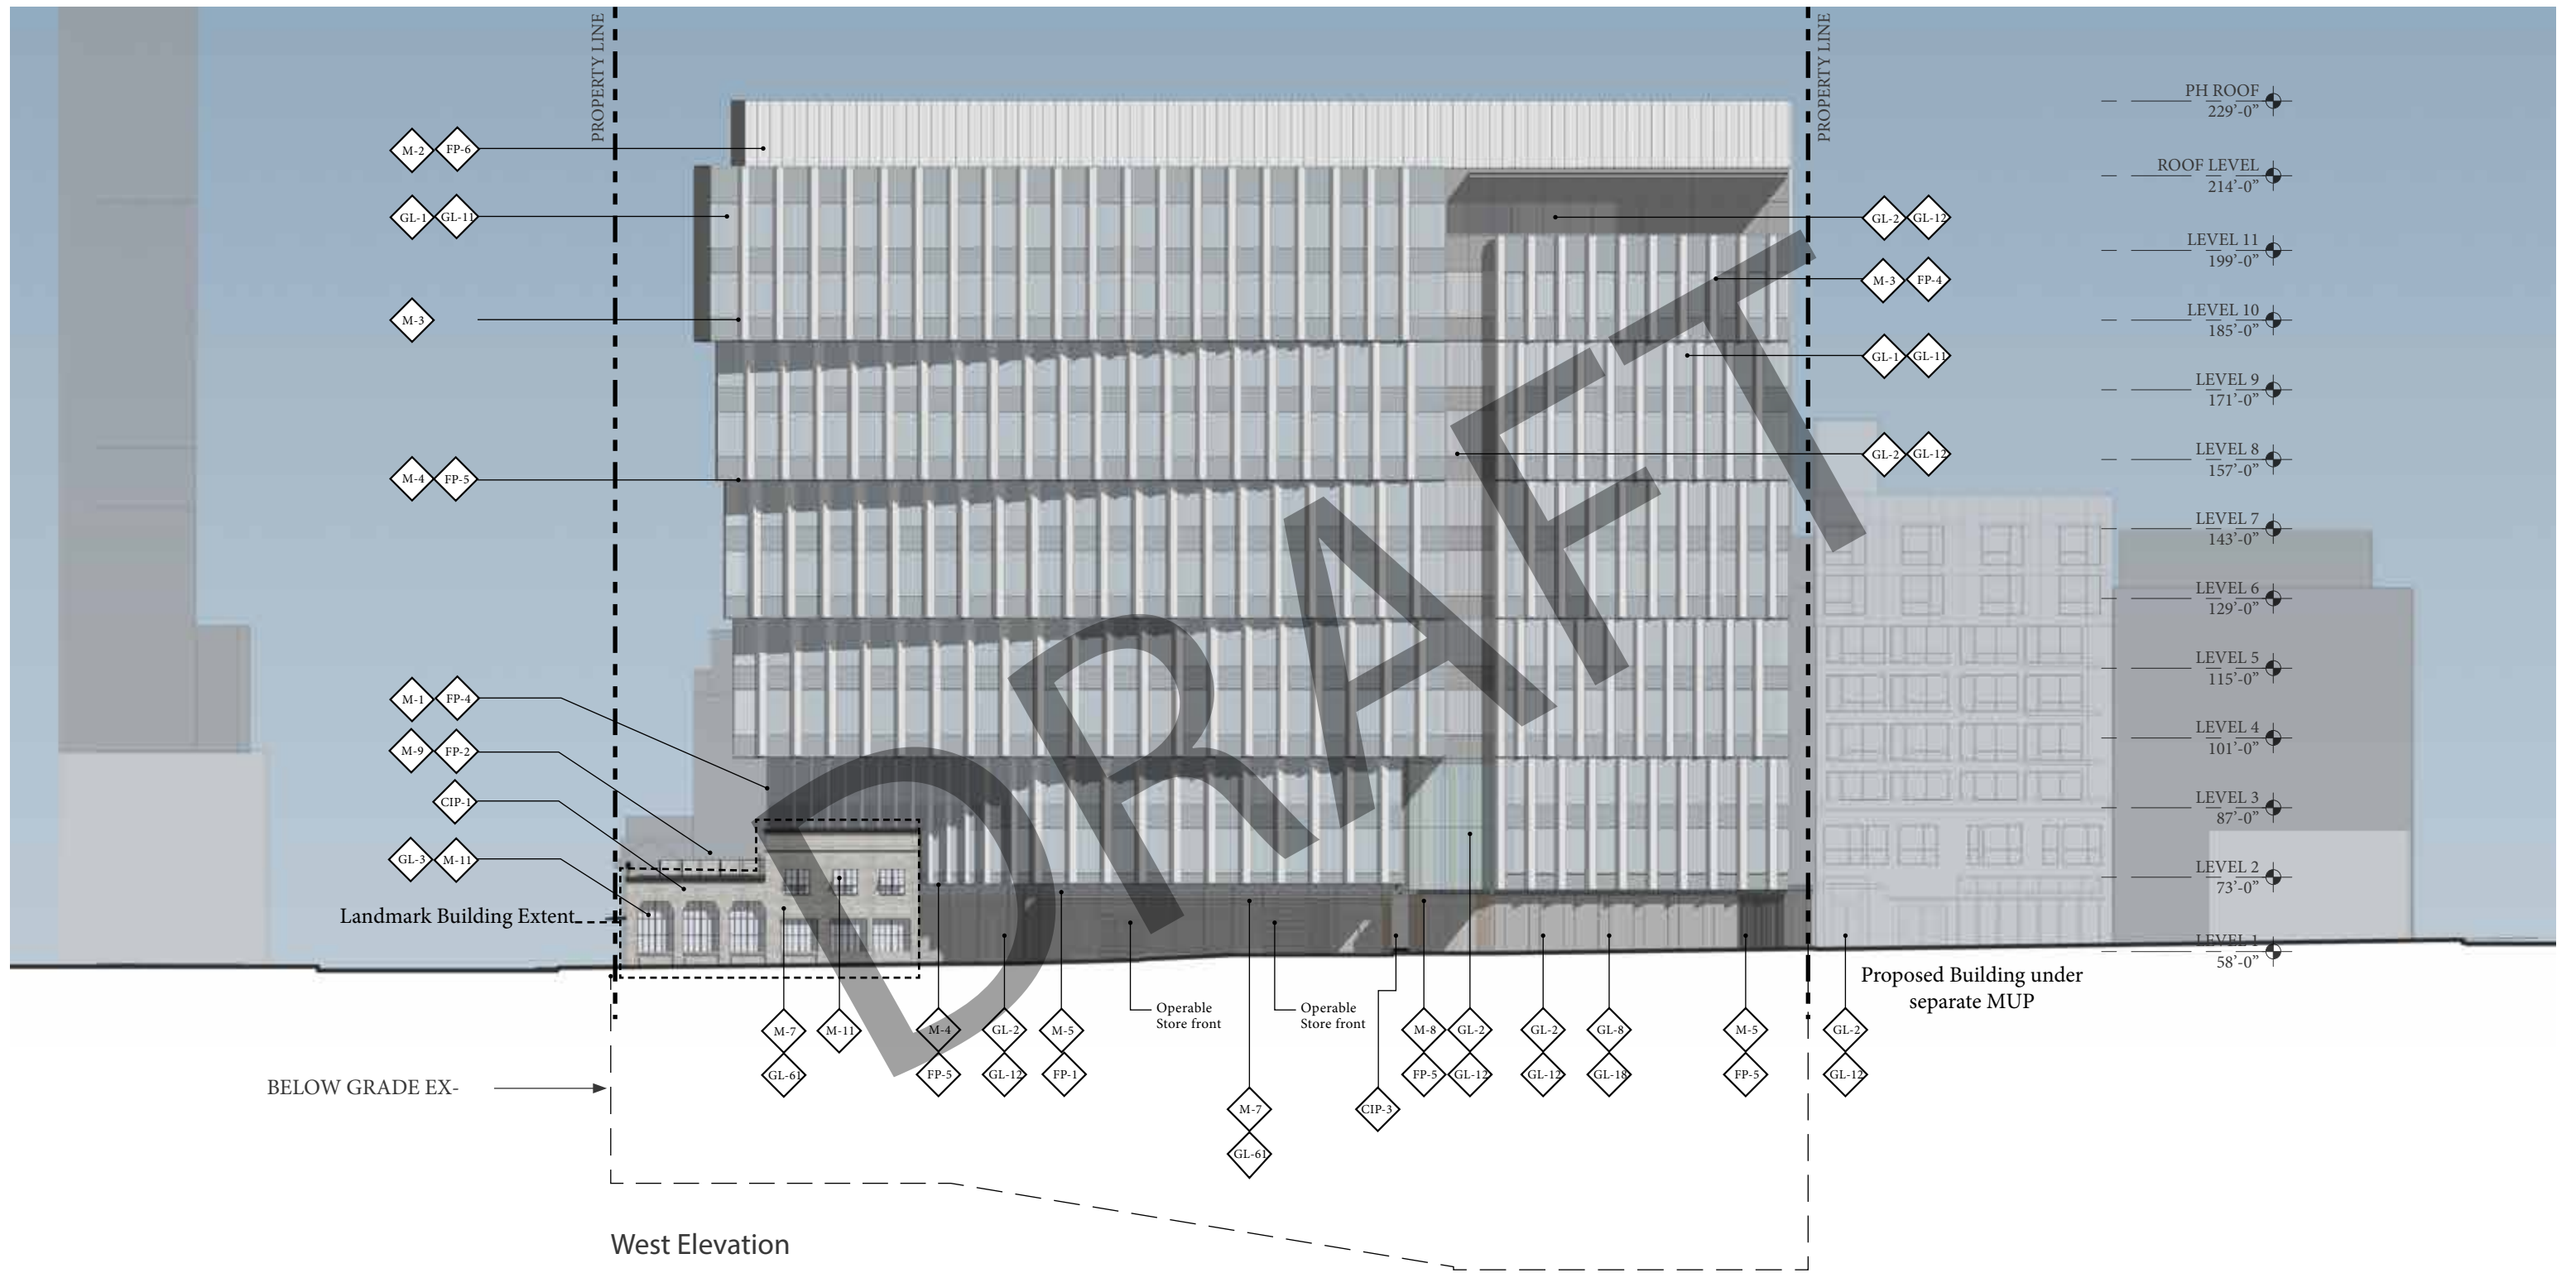 PROPERTY LINE
PROPERTY LINE
PH ROOF
229'-0"
M-2 FP-6
ROOF LEVEL
214'-0"
GL-1 GL-11
GL-2 GL-12
LEVEL 11
199'-0"
M-3 FP-4
M-3
LEVEL 10
185'-0"
GL-1 GL-11
LEVEL 9
171'-0"
GL-2 GL-12
LEVEL 8
157'-0"
M-4 FP-5
LEVEL 7
143'-0"
LEVEL 6
129'-0"
LEVEL 5
115'-0"
M-1 FP-4
LEVEL 4
101'-0"
M-9 FP-2
CIP-1
LEVEL 3
87'-0"
GL-3 M-11
LEVEL 2
73'-0"
Landmark Building Extent
LEVEL 1
58'-0"
DRAFT
Proposed Building under
separate MUP
Operable
Store front
Operable
Store front
M-7 M-11 M-4 GL-2 M-5 M-8 GL-2 GL-2 GL-8 M-5 GL-2
GL-61 FP-5 GL-12 FP-1 FP-5 GL-12 GL-12 GL-18 FP-5 GL-12
BELOW GRADE EX-
M-7 CIP-3
GL-61
West Elevation